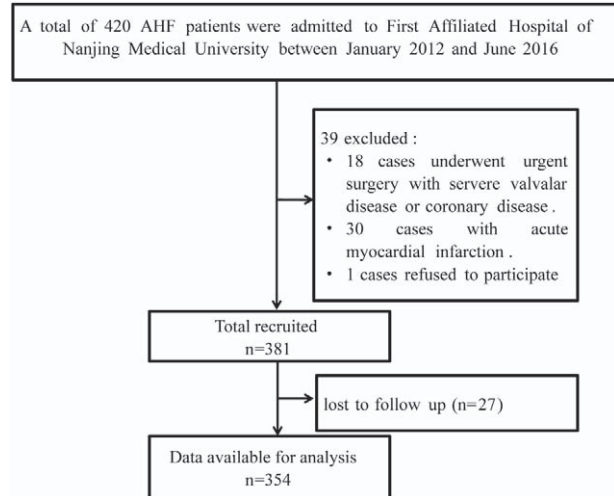 A total of 420 AHF patients were admitted to First Affiliated Hospital of
Nanjing Medical University between January 2012 and June 2016
39 excluded :
• 18 cases underwent urgent
surgery with servere valvalar
disease or coronary disease .
• 30 cases with acute
myocardial infarction .
• 1 cases refused to participate
Total recruited
n=381
lost to follow up (n=27)
Data available for analysis
n=354